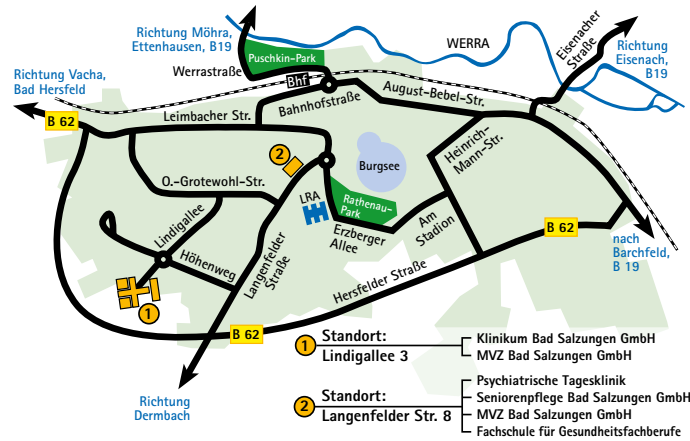 Richtung Möhra,
Ettenhausen, B19
Puschkin-Park
Werrastraße
WERRA
Eisenacher
Straße
Richtung
Eisenach,
B19
Richtung Vacha,
Bad Hersfeld
Bhf
Bahnhofstraße
August-Bebel-Str.
B 62
Leimbacher Str.
2
Burgsee
Heinrich-
Mann-Str.
O.-Grotewohl-Str.
LRA
Rathenau-
Park
Am
Stadion
Erzberger
Allee
B 62
Lindigallee
Höhenweg
Langenfelder
Straße
Hersfelder Straße
nach
Barchfeld,
B 19
1
B 62
Richtung
Dermbach
1
Standort:
Lindigallee 3
Klinikum Bad Salzungen GmbH
MVZ Bad Salzungen GmbH
2
Standort:
Langenfelder Str. 8
Psychiatrische Tagesklinik
Seniorenpflege Bad Salzungen GmbH
MVZ Bad Salzungen GmbH
Fachschule für Gesundheitsfachberufe